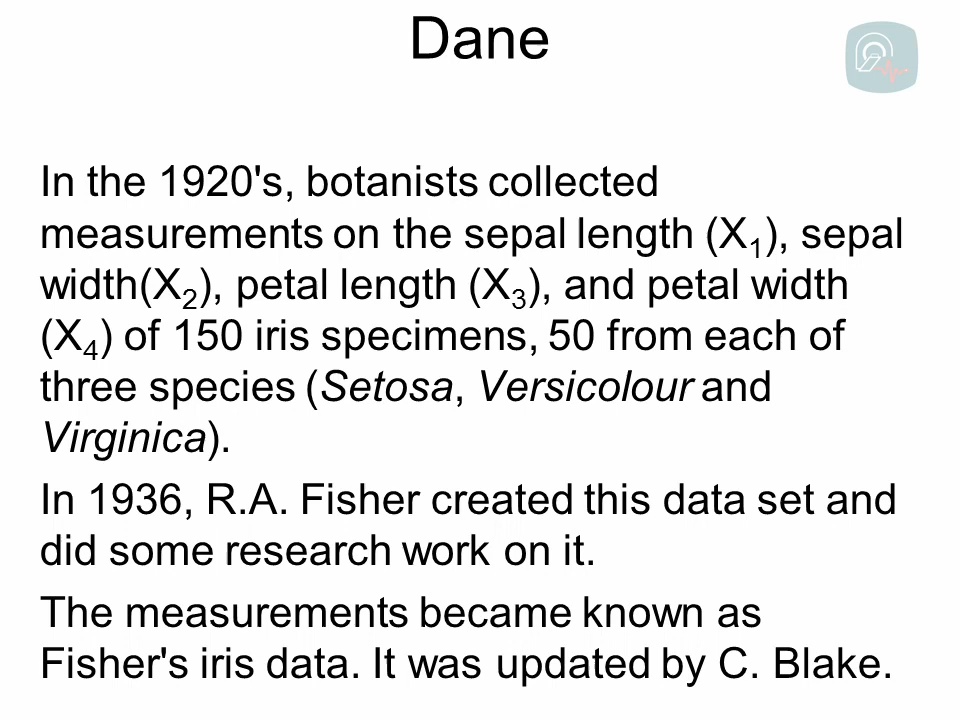 Dane
In the 1920's, botanists collected
measurements on the sepal length (X₁), sepal
width(X₂), petal length (X₃), and petal width
(X₄) of 150 iris specimens, 50 from each of
three species (Setosa, Versicolour and
Virginica).
In 1936, R.A. Fisher created this data set and
did some research work on it.
The measurements became known as
Fisher's iris data. It was updated by C. Blake.